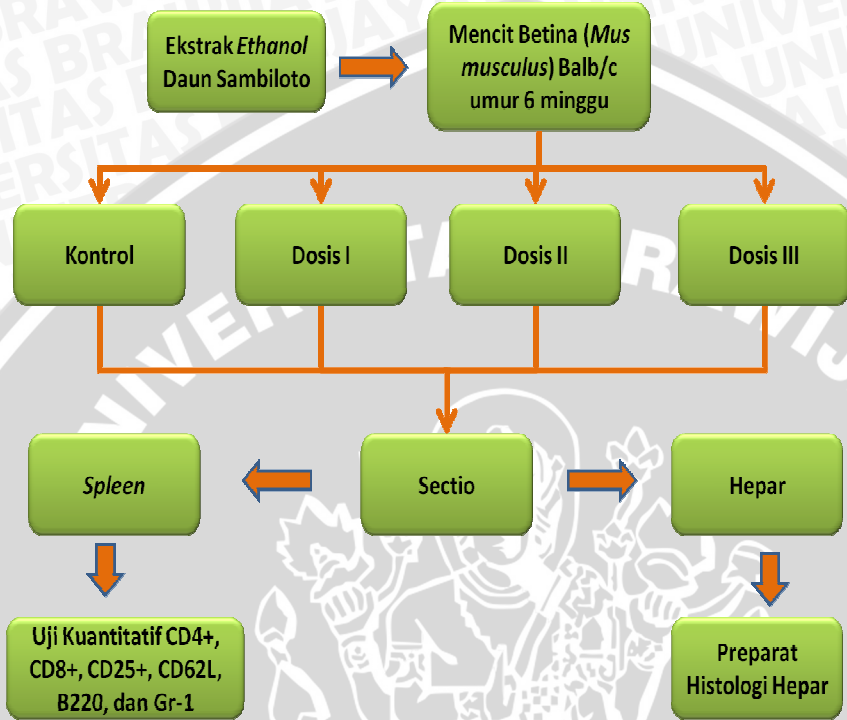 Ekstrak Ethanol
Daun Sambiloto
Mencit Betina (Mus
musculus) Balb/c
umur 6 minggu
Kontrol
Dosis I
Dosis II
Dosis III
Spleen
Sectio
Hepar
Uji Kuantitatif CD4+,
CD8+, CD25+, CD62L,
B220, dan Gr-1
Preparat
Histologi Hepar